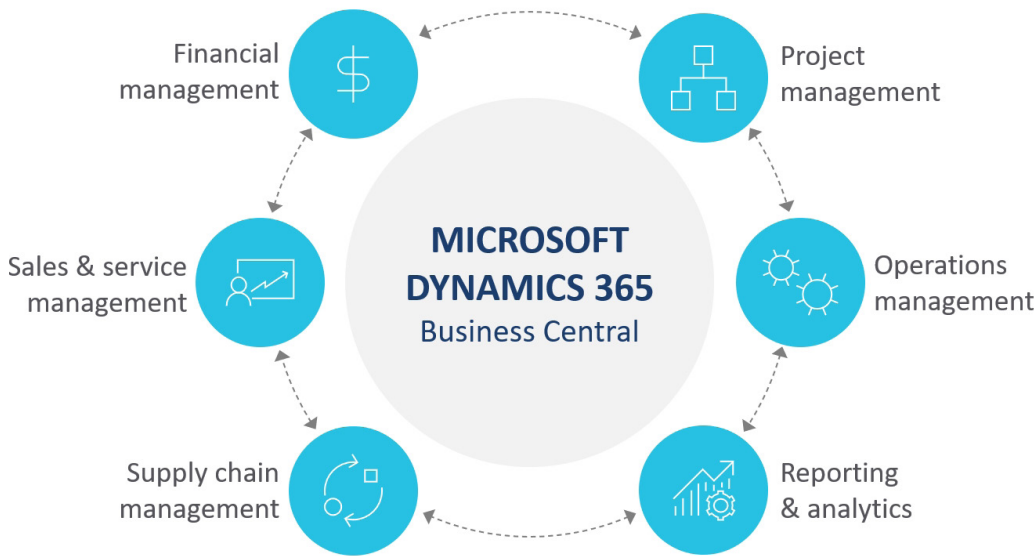 Financial
management
Project
management
Sales & service
management
MICROSOFT
DYNAMICS 365
Business Central
Operations
management
Supply chain
management
Reporting
& analytics